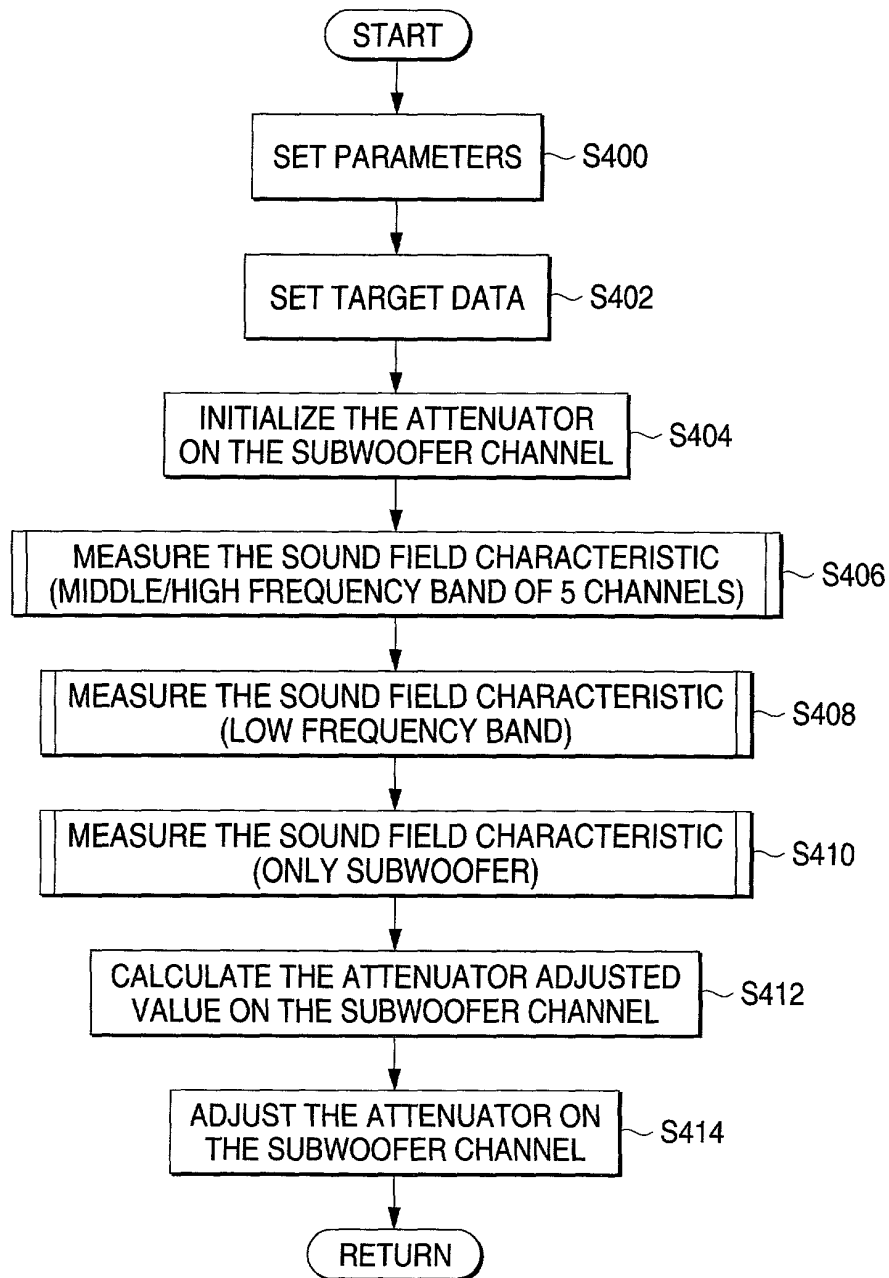 START
SET PARAMETERS
S400
SET TARGET DATA
S402
INITIALIZE THE ATTENUATOR
ON THE SUBWOOFER CHANNEL
S404
MEASURE THE SOUND FIELD CHARACTERISTIC
(MIDDLE/HIGH FREQUENCY BAND OF 5 CHANNELS)
S406
MEASURE THE SOUND FIELD CHARACTERISTIC
(LOW FREQUENCY BAND)
S408
MEASURE THE SOUND FIELD CHARACTERISTIC
(ONLY SUBWOOFER)
S410
CALCULATE THE ATTENUATOR ADJUSTED
VALUE ON THE SUBWOOFER CHANNEL
S412
ADJUST THE ATTENUATOR ON
THE SUBWOOFER CHANNEL
S414
RETURN